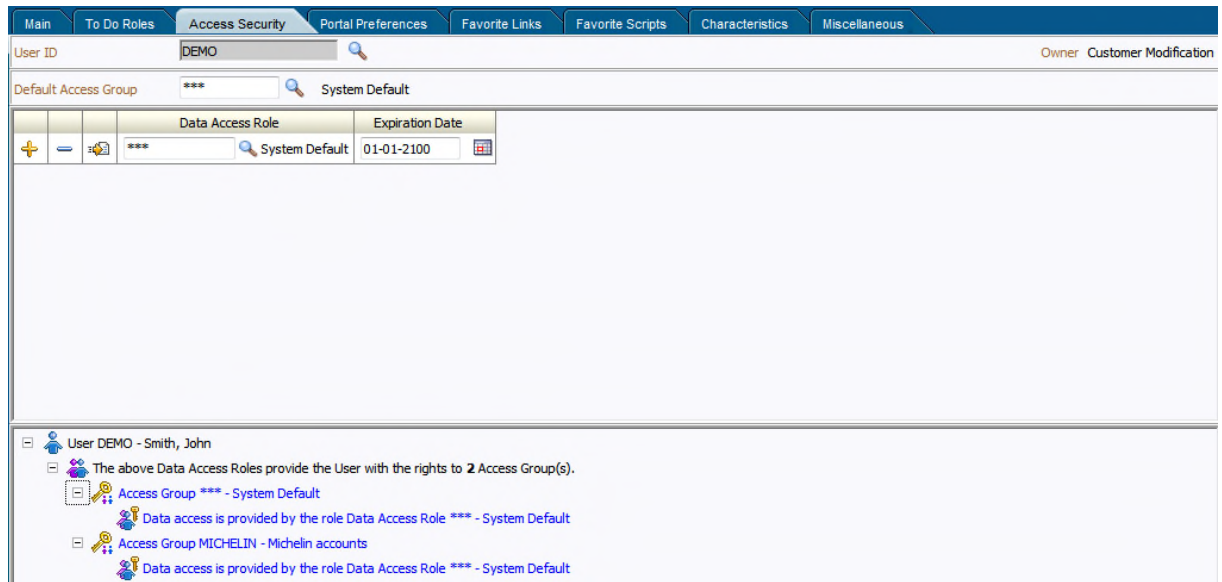 Main To Do Roles Access Security Portal Preferences Favorite Links Favorite Scripts Characteristics Miscellaneous
User ID DEMO Owner Customer Modification
Default Access Group *** System Default
Data Access Role Expiration Date
*** System Default 01-01-2100
User DEMO - Smith, John
The above Data Access Roles provide the User with the rights to 2 Access Group(s).
Access Group *** - System Default
Data access is provided by the role Data Access Role *** - System Default
Access Group MICHELIN - Michelin accounts
Data access is provided by the role Data Access Role *** - System Default